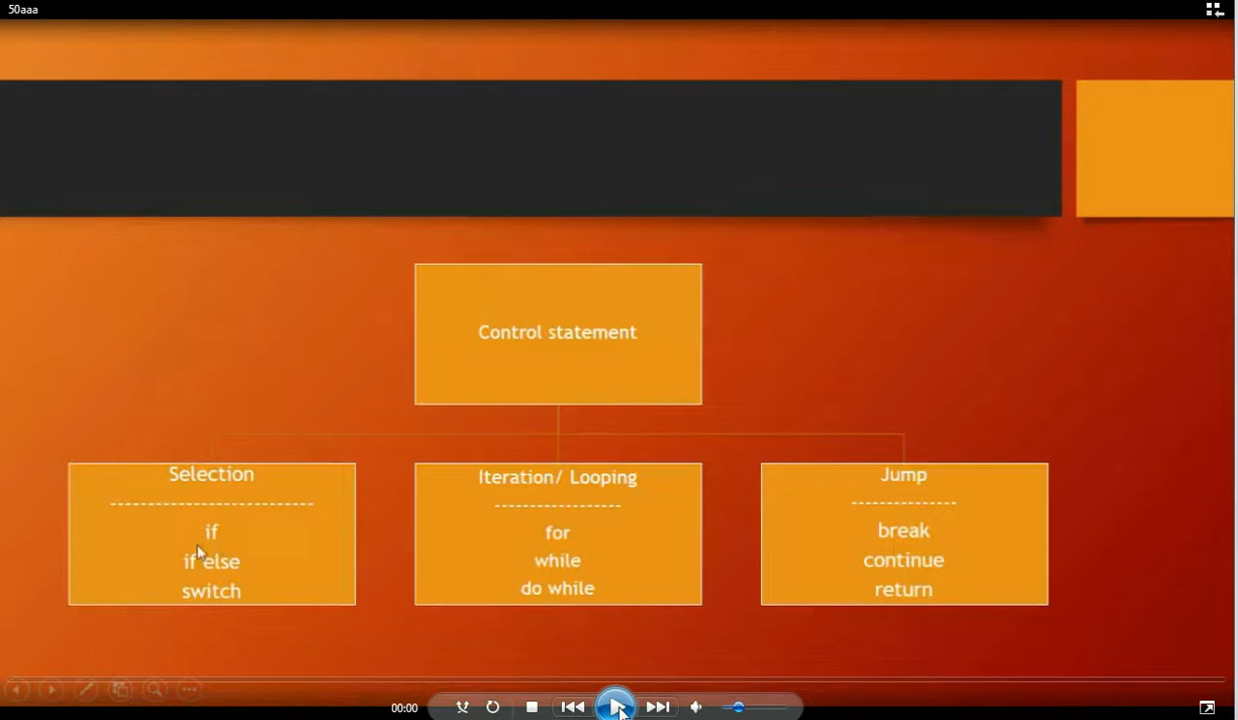 50aaa
Control statement
Selection
----------------------------
if
if else
switch
Iteration/ Looping
-----------------
for
while
do while
Jump
--------------
break
continue
return
00:00